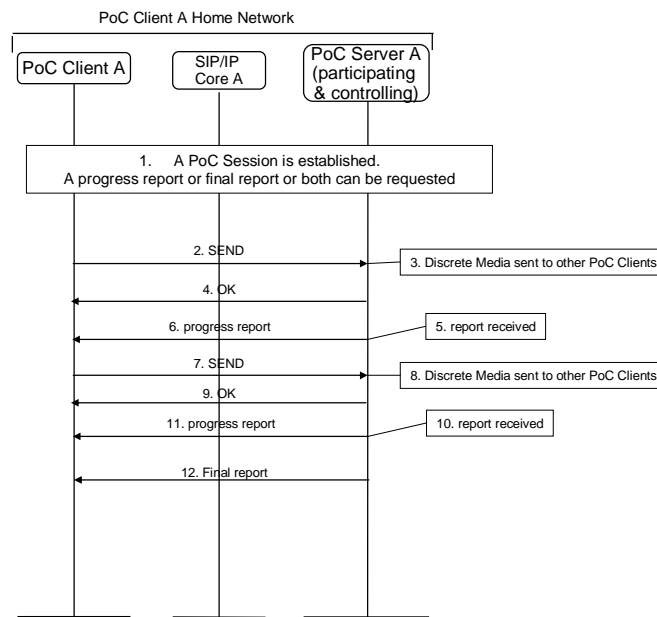 PoC Client A Home Network
PoC Client A
SIP/IP
Core A
PoC Server A
(participating
& controlling)
1. A PoC Session is established.
A progress report or final report or both can be requested
2. SEND
3. Discrete Media sent to other PoC Clients
4. OK
5. report received
6. progress report
7. SEND
8. Discrete Media sent to other PoC Clients
9. OK
10. report received
11. progress report
12. Final report